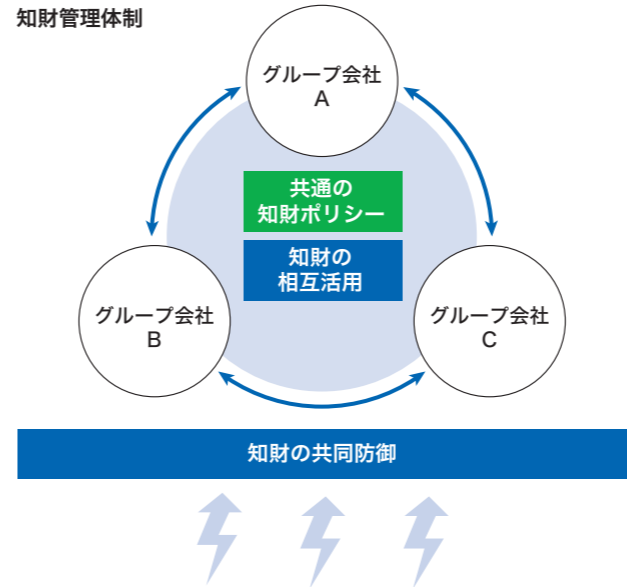 知財管理体制
グループ会社
A
共通の
知財ポリシー
知財の
相互活用
グループ会社
B
グループ会社
C
知財の共同防御